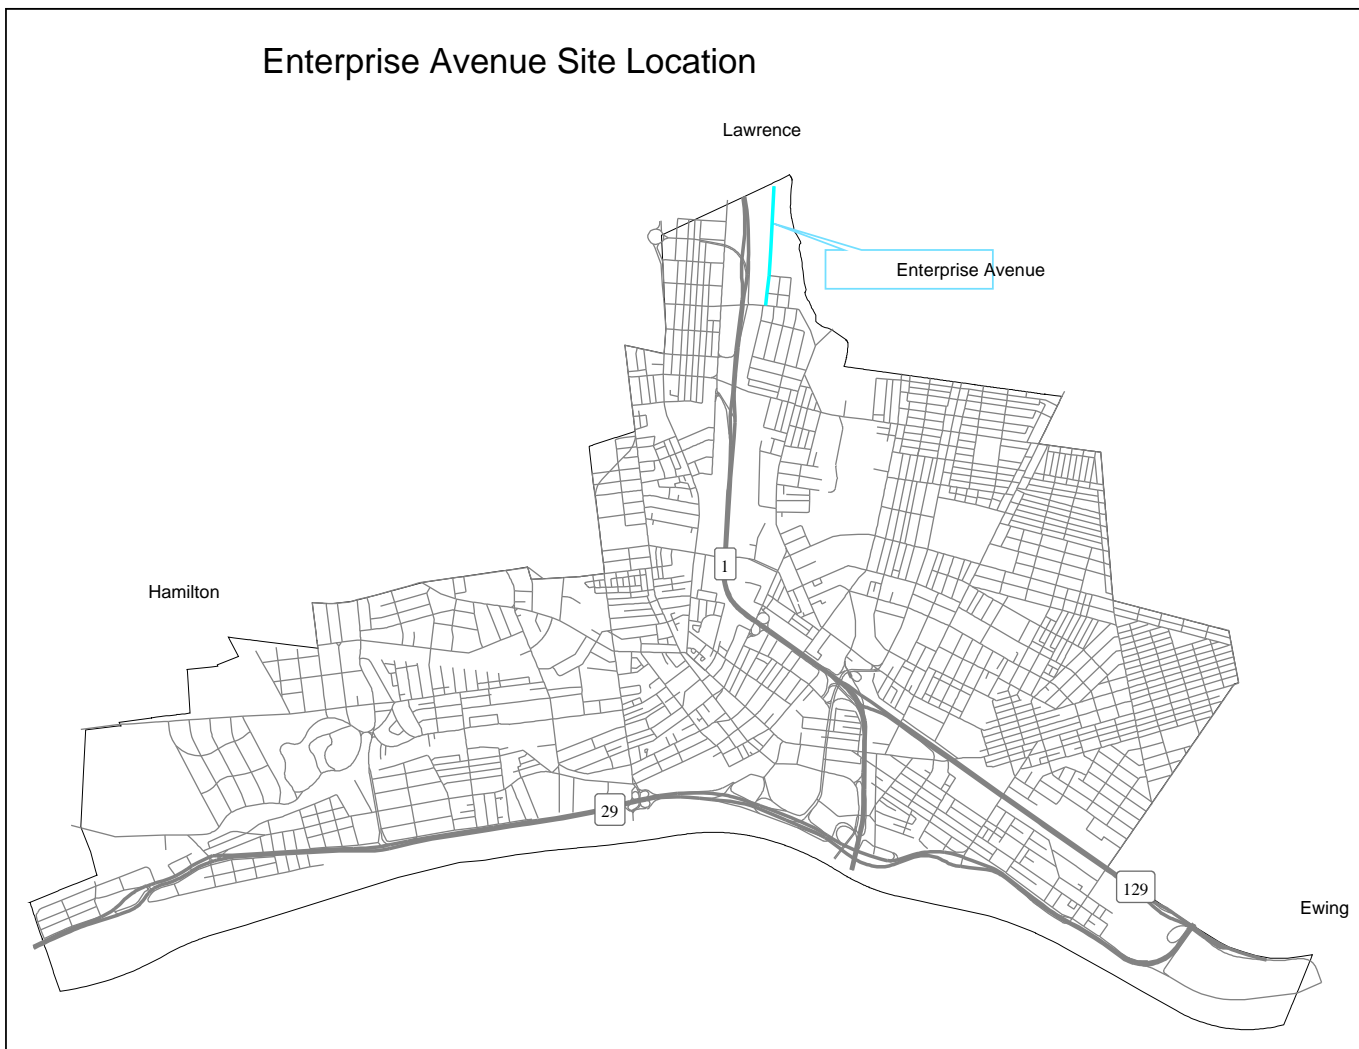 Enterprise Avenue Site Location
Lawrence
Enterprise Avenue
1
Hamilton
29
129
Ewing